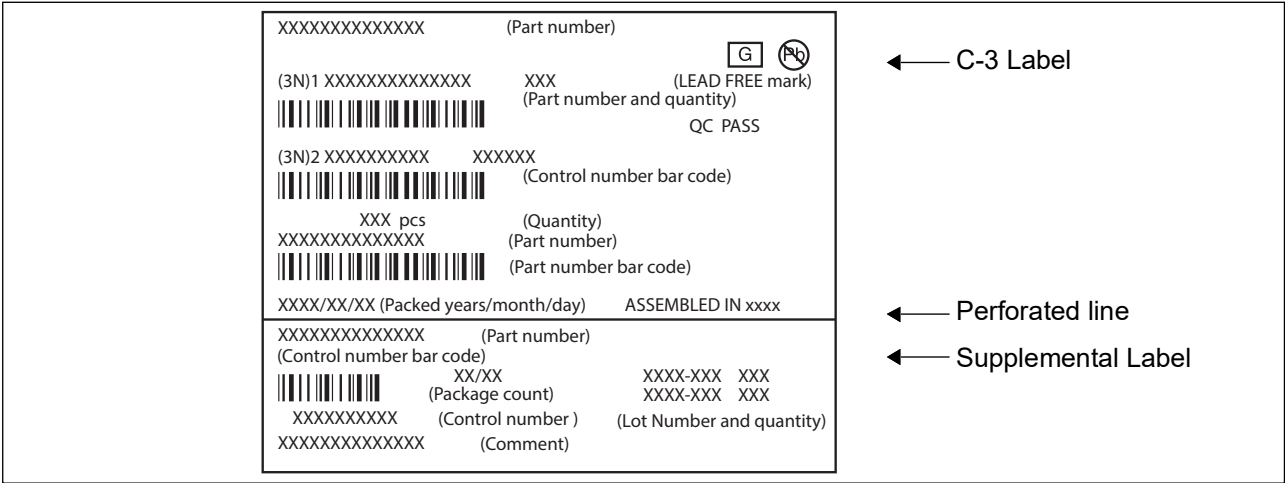 XXXXXXXXXXXXXX (Part number)
G Pb
C-3 Label
(3N)1 XXXXXXXXXXXXXX XXX (LEAD FREE mark)
(Part number and quantity)
QC PASS
(3N)2 XXXXXXXXXX XXXXXX
(Control number bar code)
XXX pcs (Quantity)
XXXXXXXXXXXXXX (Part number)
(Part number bar code)
XXXX/XX/XX (Packed years/month/day) ASSEMBLED IN xxxx
Perforated line
XXXXXXXXXXXXXX (Part number)
(Control number bar code)
Supplemental Label
XX/XX XXXX-XXX XXX
(Package count) XXXX-XXX XXX
XXXXXXXXXX (Control number ) (Lot Number and quantity)
XXXXXXXXXXXXXX (Comment)